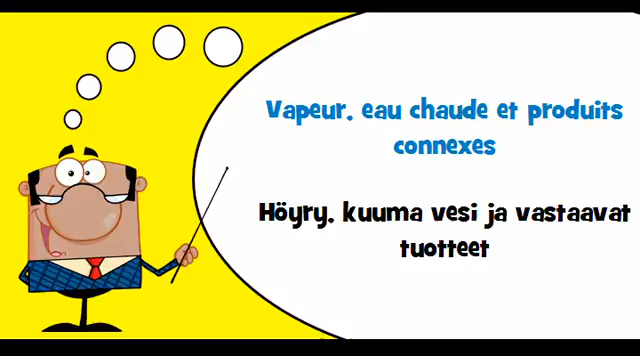 Vapeur, eau chaude et produits
connexes
Höyry, kuuma vesi ja vastaavat
tuotteet